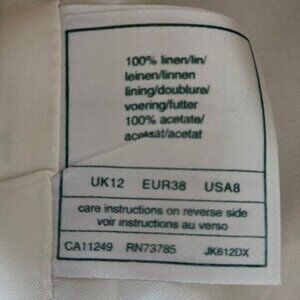 100% linen/lin/
leinen/linnen
lining/doublure/
voering/futter
100% acetate/
acetaat/acetat
UK12 EUR38 USA8
care instructions on reverse side
voir instructions au verso
CA11249 RN73785 JK612DX